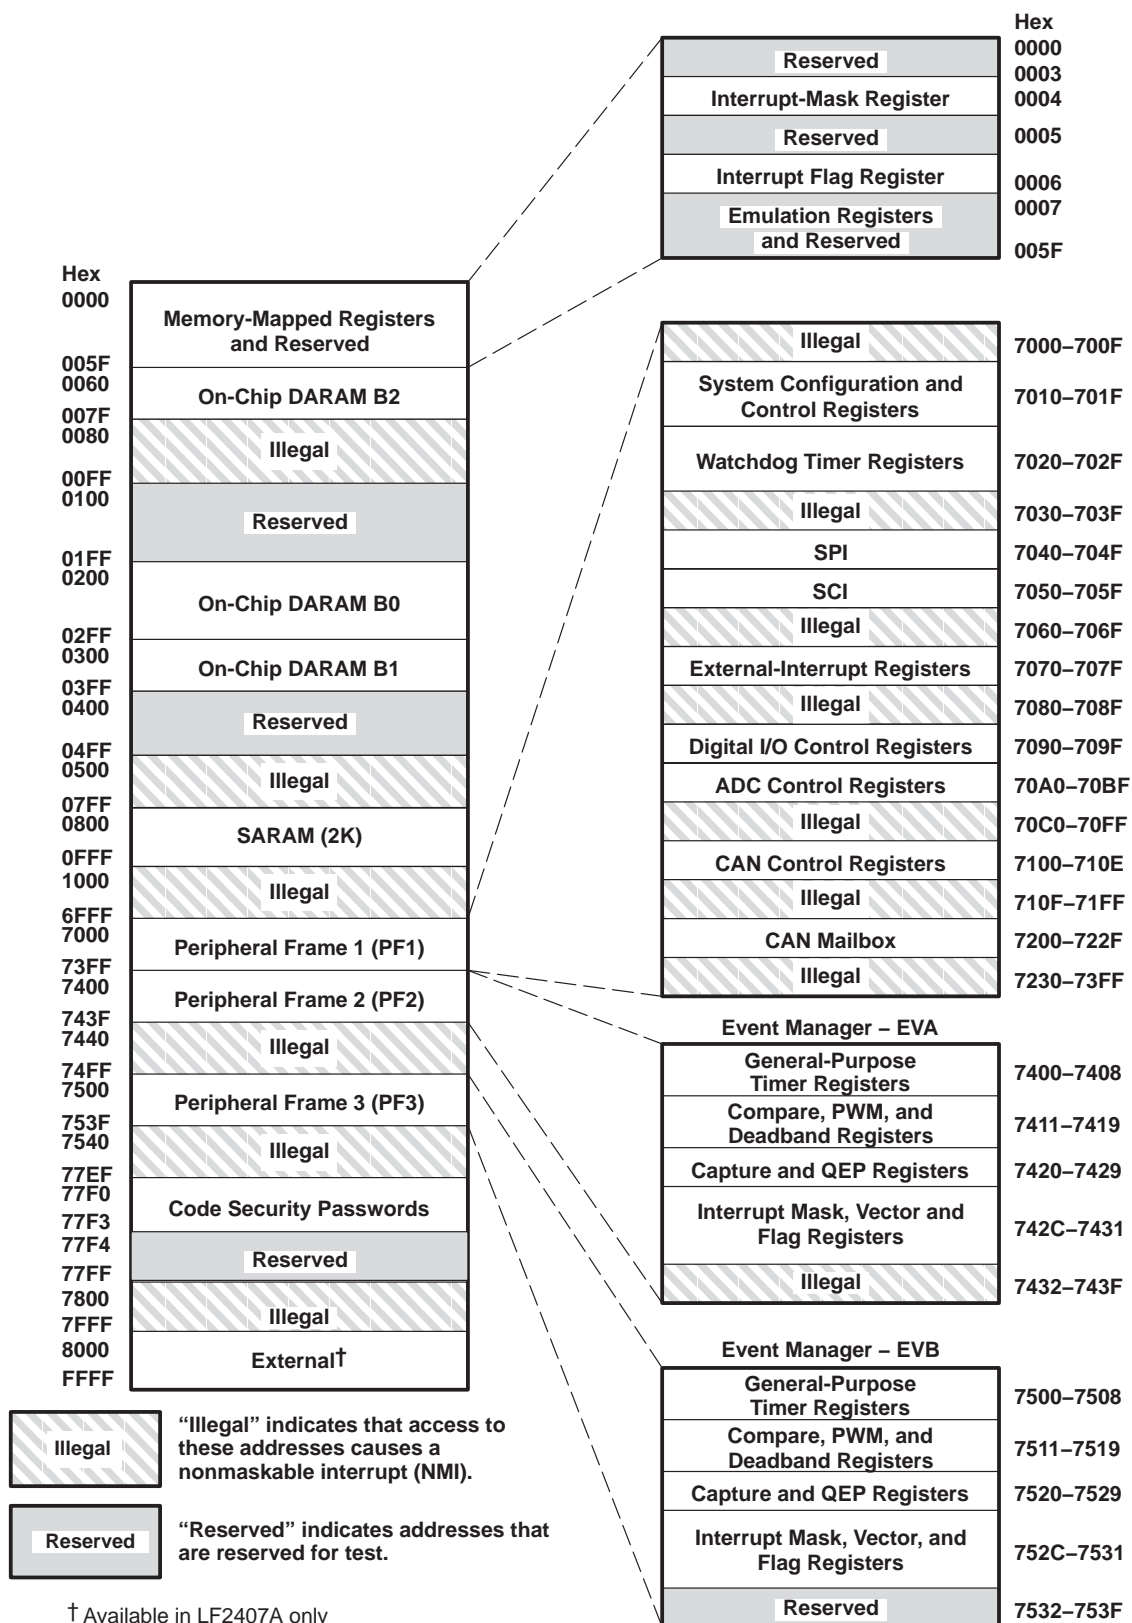 Hex
0000
Reserved
0003
Interrupt-Mask Register
0004
Reserved
0005
Interrupt Flag Register
0006
0007
Emulation Registers
and Reserved
005F
Hex
0000
Memory-Mapped Registers
and Reserved
005F
0060
On-Chip DARAM B2
007F
0080
Illegal
00FF
0100
Reserved
01FF
0200
On-Chip DARAM B0
02FF
0300
On-Chip DARAM B1
03FF
0400
Reserved
04FF
0500
Illegal
07FF
0800
SARAM (2K)
0FFF
1000
Illegal
6FFF
7000
Peripheral Frame 1 (PF1)
73FF
7400
Peripheral Frame 2 (PF2)
743F
7440
Illegal
74FF
7500
Peripheral Frame 3 (PF3)
753F
7540
Illegal
77EF
77F0
Code Security Passwords
77F3
77F4
Reserved
77FF
7800
Illegal
7FFF
8000
External†
FFFF
Illegal
7000–700F
System Configuration and
Control Registers
7010–701F
Watchdog Timer Registers
7020–702F
Illegal
7030–703F
SPI
7040–704F
SCI
7050–705F
Illegal
7060–706F
External-Interrupt Registers
7070–707F
Illegal
7080–708F
Digital I/O Control Registers
7090–709F
ADC Control Registers
70A0–70BF
Illegal
70C0–70FF
CAN Control Registers
7100–710E
Illegal
710F–71FF
CAN Mailbox
7200–722F
Illegal
7230–73FF
Event Manager – EVA
General-Purpose
Timer Registers
7400–7408
Compare, PWM, and
Deadband Registers
7411–7419
Capture and QEP Registers
7420–7429
Interrupt Mask, Vector and
Flag Registers
742C–7431
Illegal
7432–743F
Event Manager – EVB
General-Purpose
Timer Registers
7500–7508
Compare, PWM, and
Deadband Registers
7511–7519
Capture and QEP Registers
7520–7529
Interrupt Mask, Vector, and
Flag Registers
752C–7531
Reserved
7532–753F
Illegal
“Illegal” indicates that access to
these addresses causes a
nonmaskable interrupt (NMI).
Reserved
“Reserved” indicates addresses that
are reserved for test.
† Available in LF2407A only